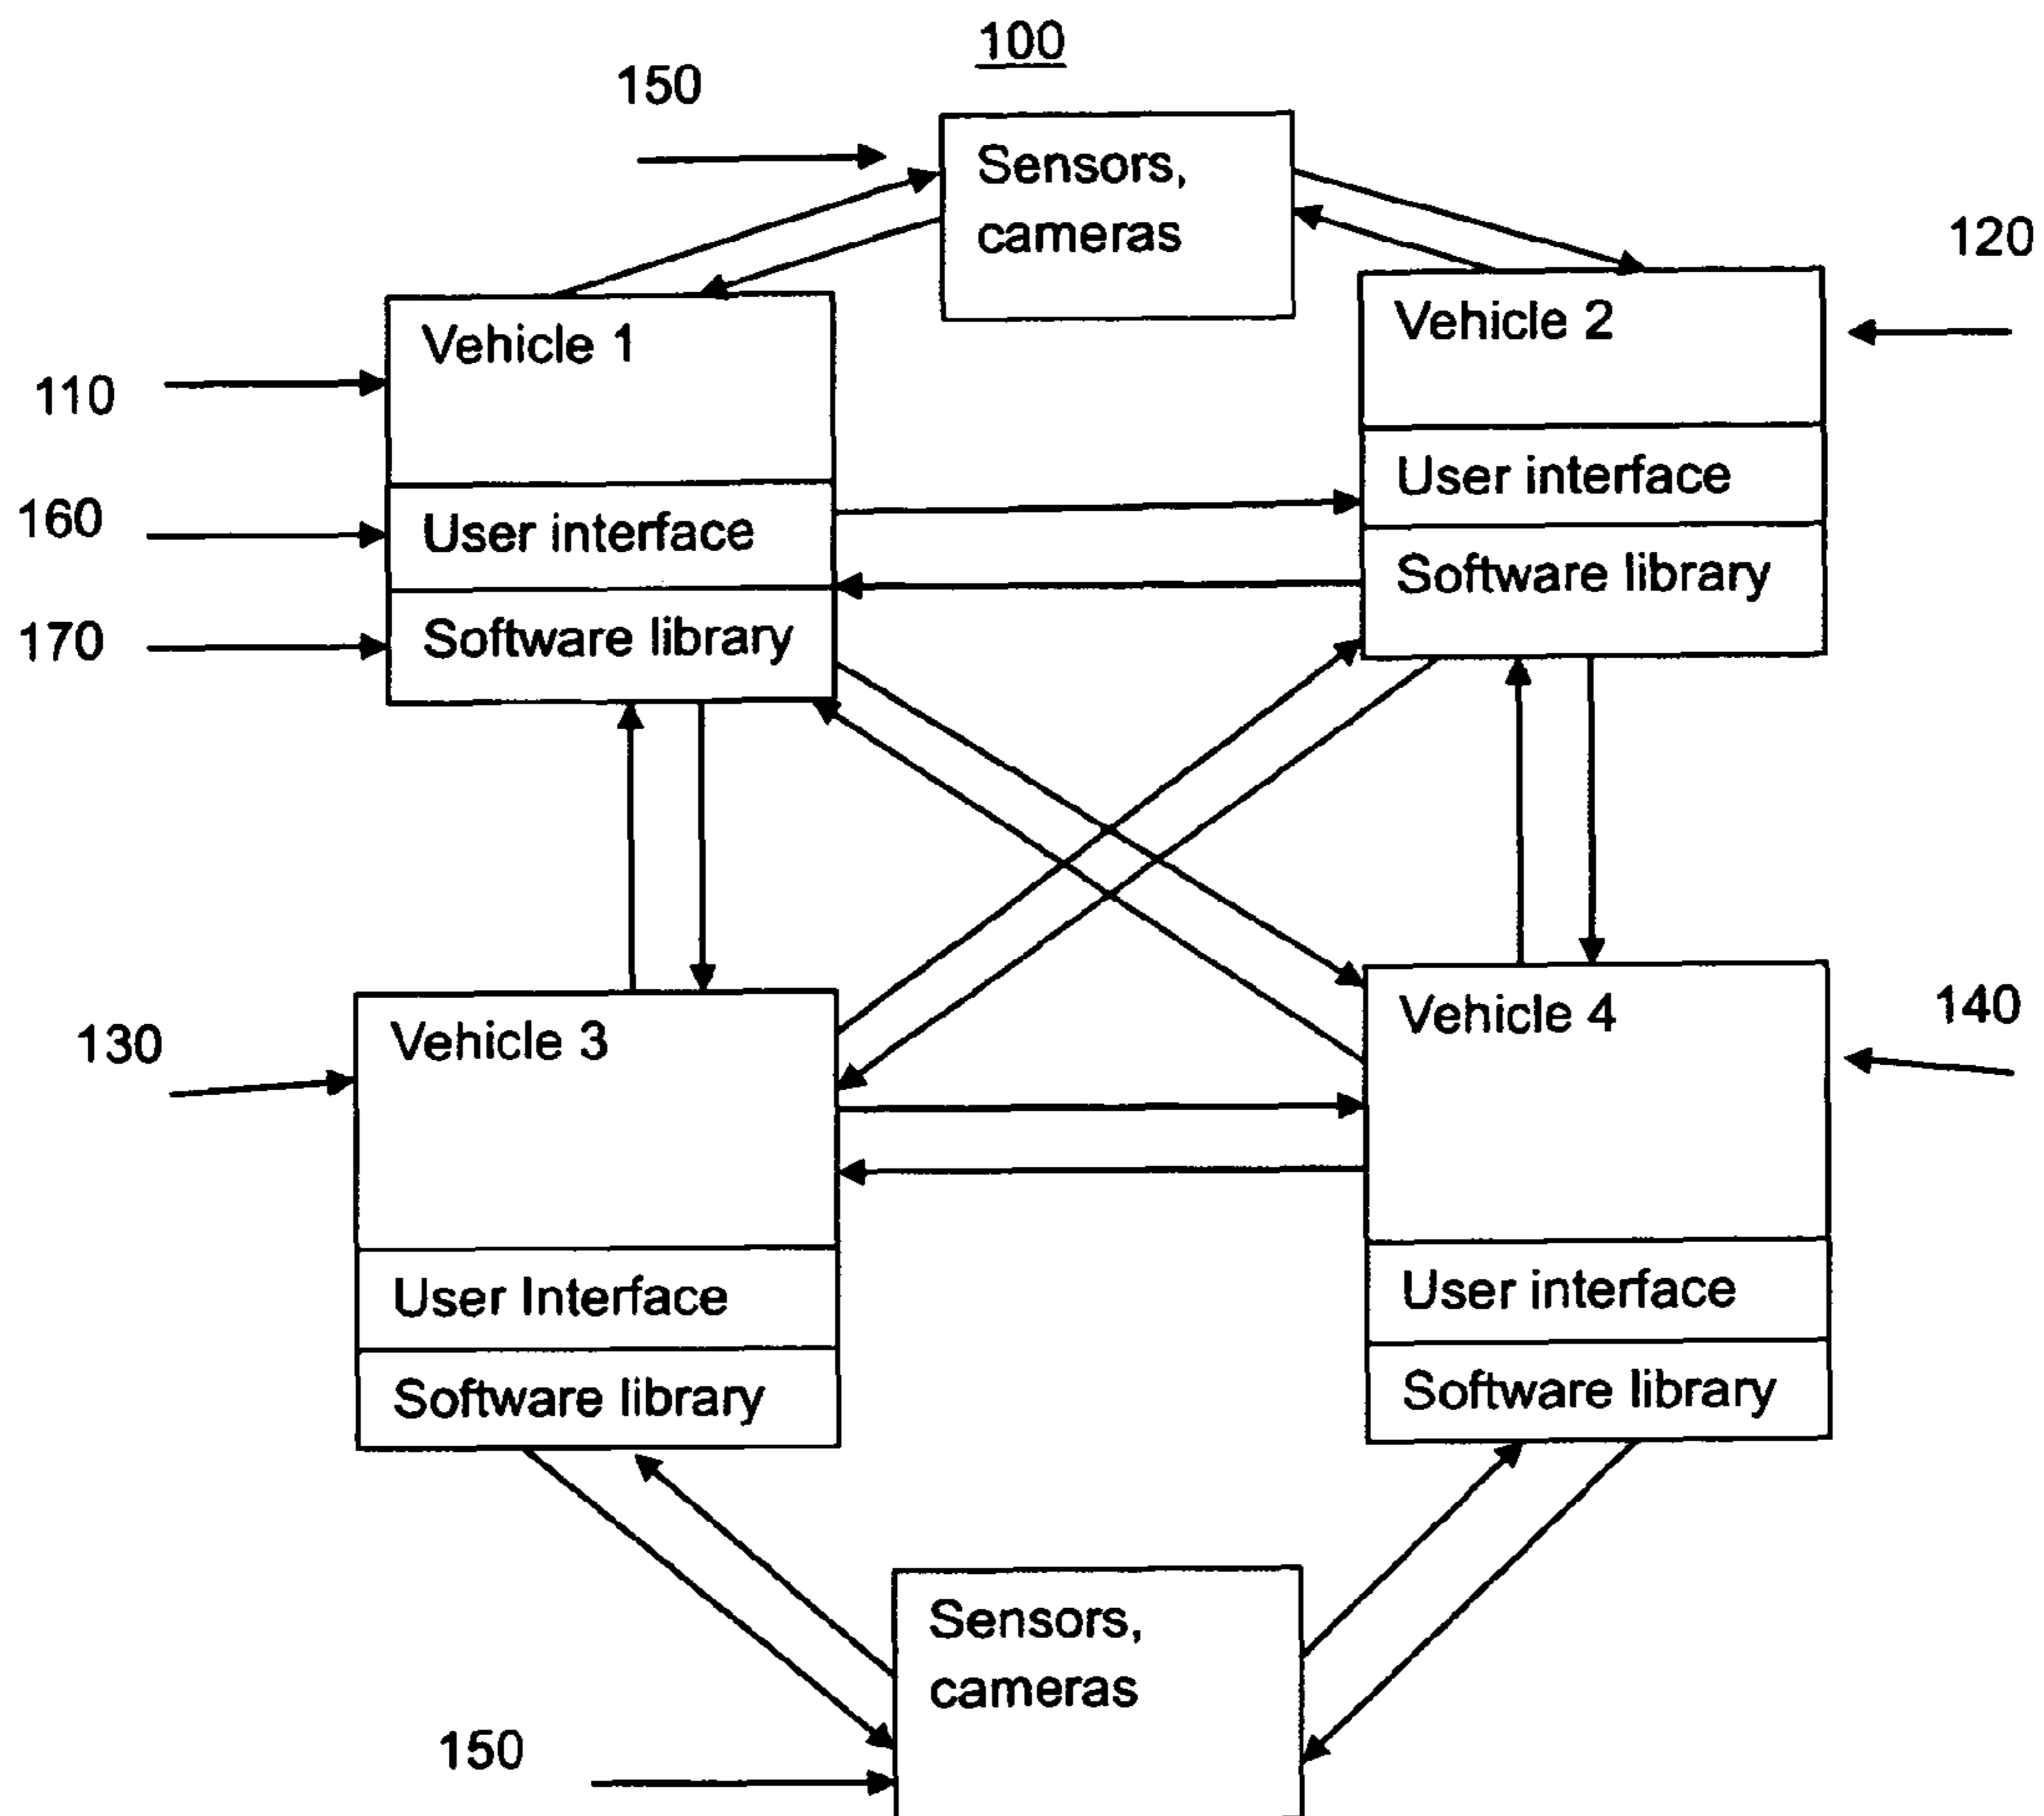 100
150
Sensors,
cameras
120
Vehicle 1
Vehicle 2
110
User interface
160
User interface
Software library
170
Software library
130
Vehicle 3
Vehicle 4
140
User Interface
User interface
Software library
Software library
Sensors,
cameras
150